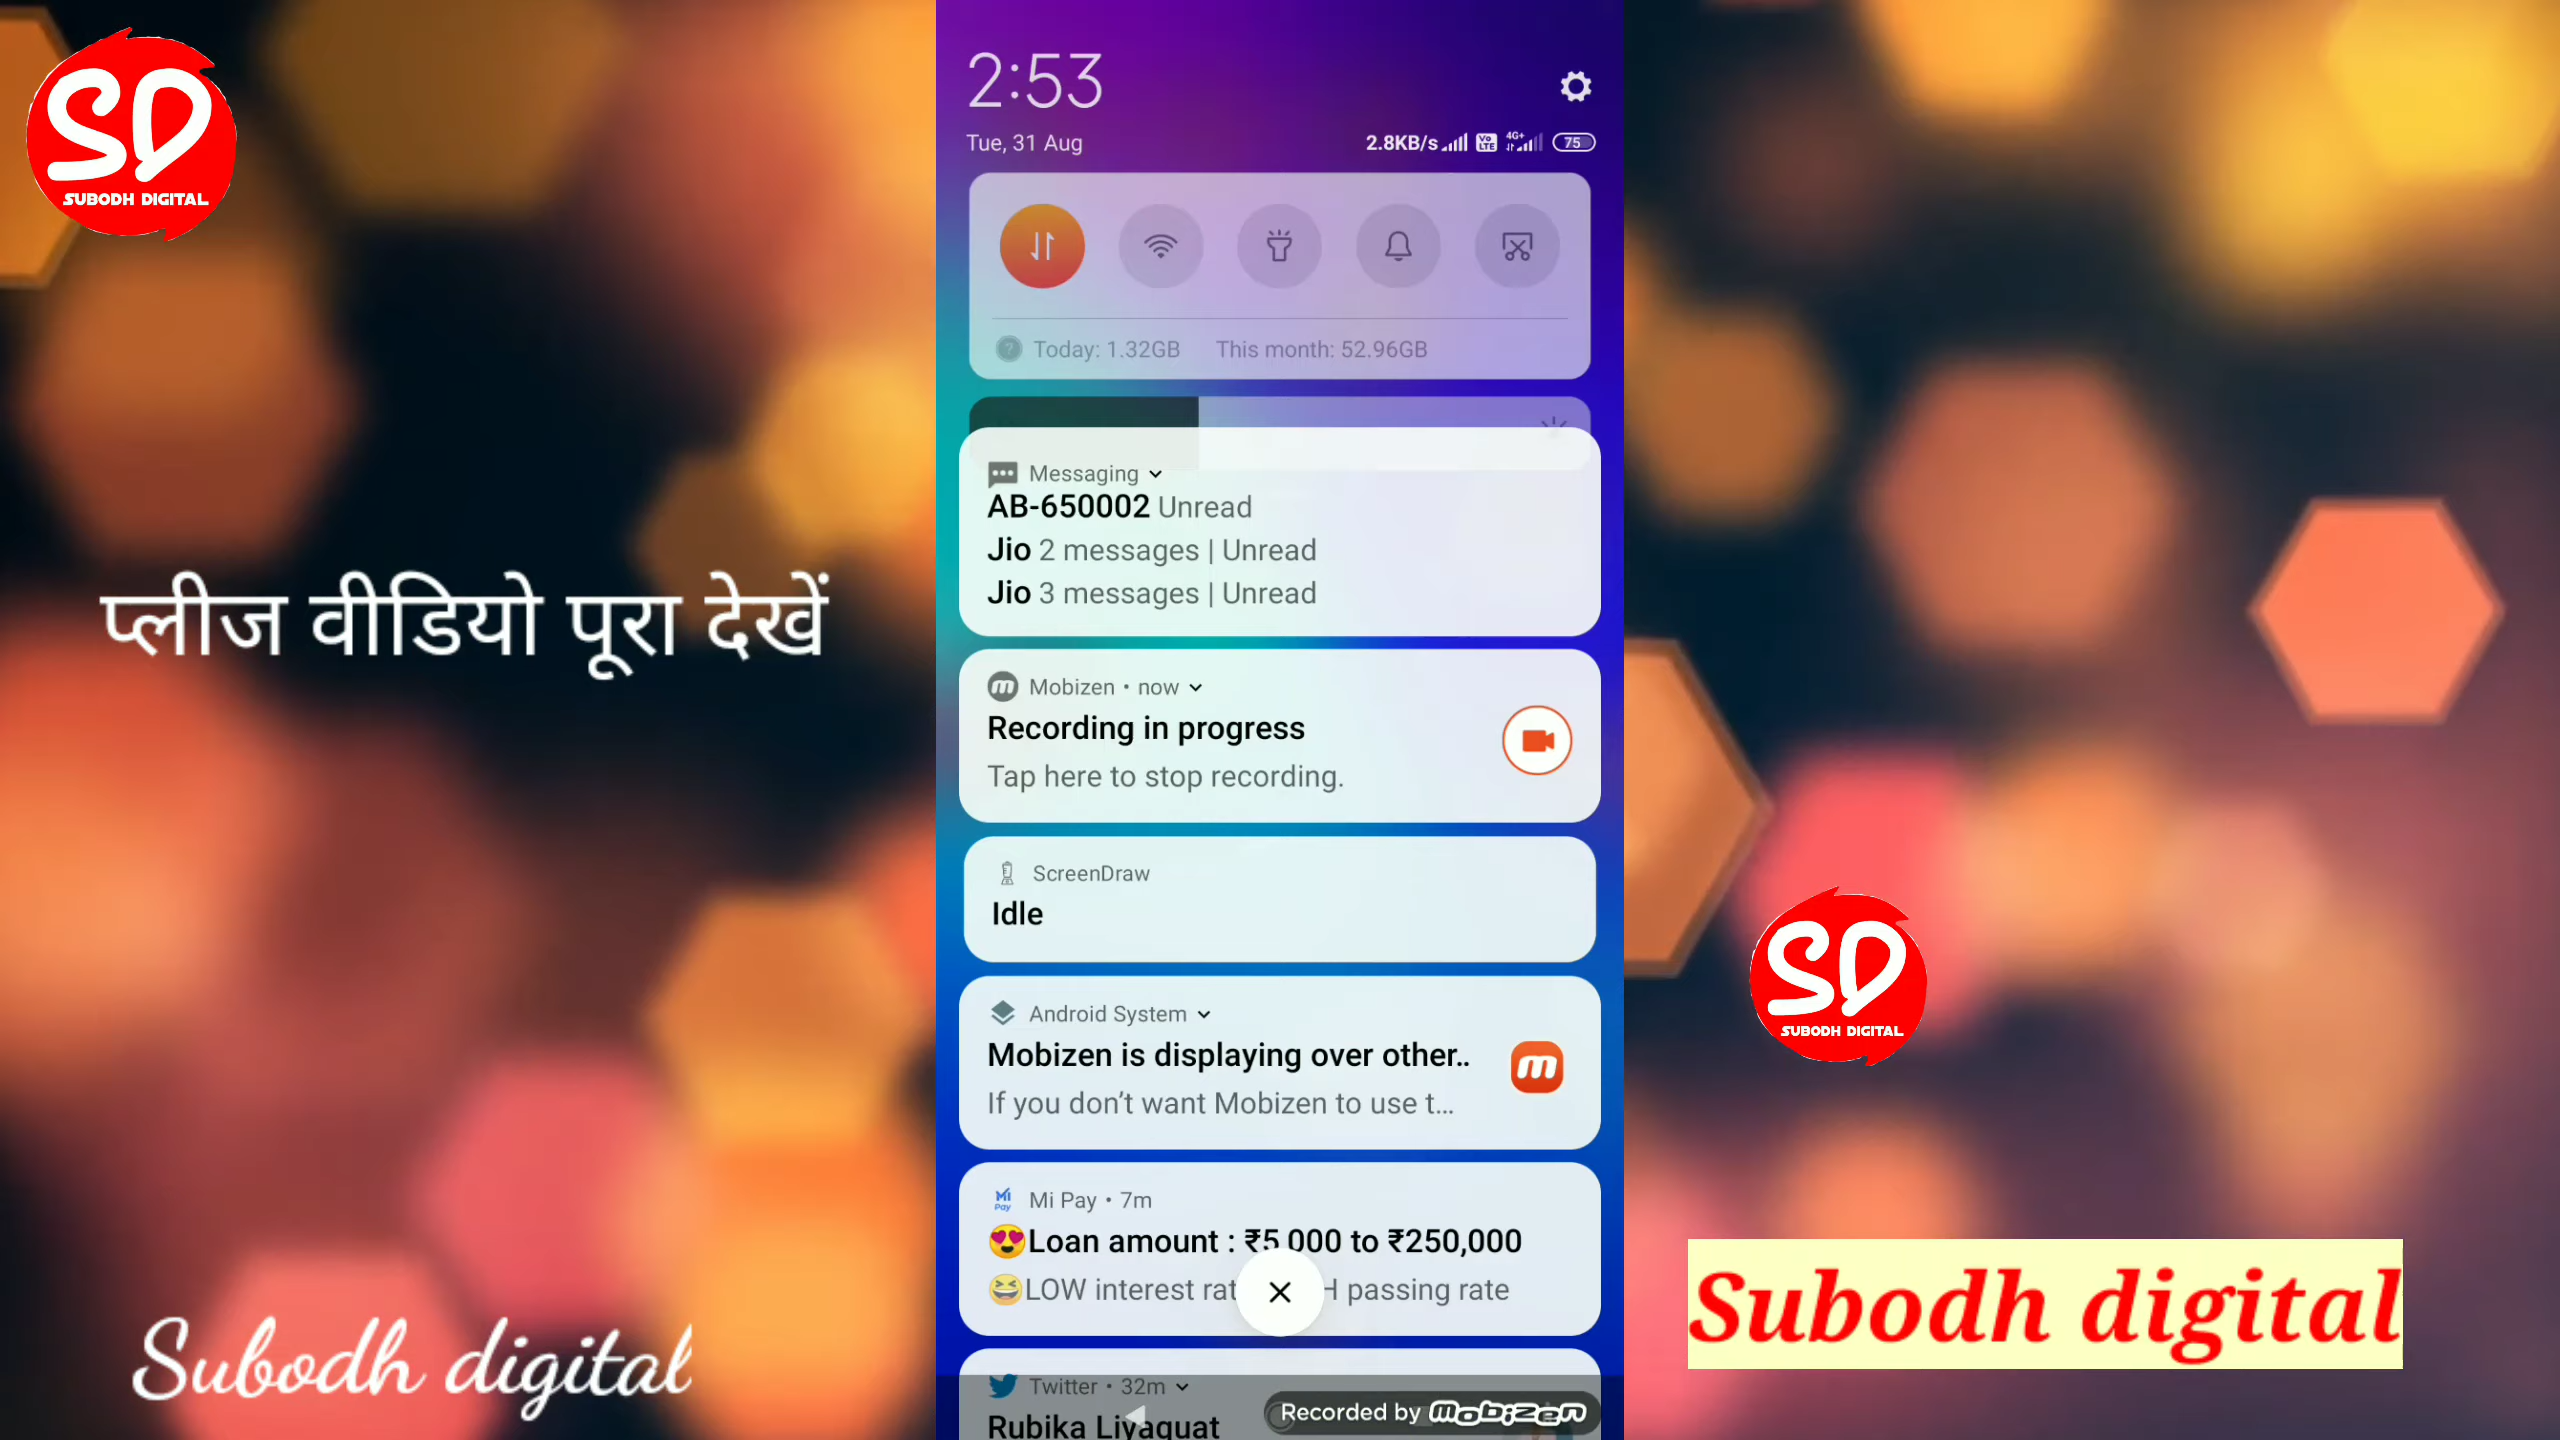 SD
SUBODH DIGITAL
प्लीज वीडियो पूरा देखें
Subodh digital
2:53
Tue, 31 Aug
2.8KB/s
Vo
LTE
4G+
75
Today: 1.32GB This month: 52.96GB
Messaging
AB-650002 Unread
Jio 2 messages | Unread
Jio 3 messages | Unread
Mobizen • now
Recording in progress
Tap here to stop recording.
ScreenDraw
Idle
Android System
Mobizen is displaying over other..
If you don’t want Mobizen to use t…
Mi Pay • 7m
Loan amount : ₹5,000 to ₹250,000
LOW interest passing rate
Twitter • 32m
Rubika Liyaquat
Recorded by mobizen
SD
SUBODH DIGITAL
Subodh digital